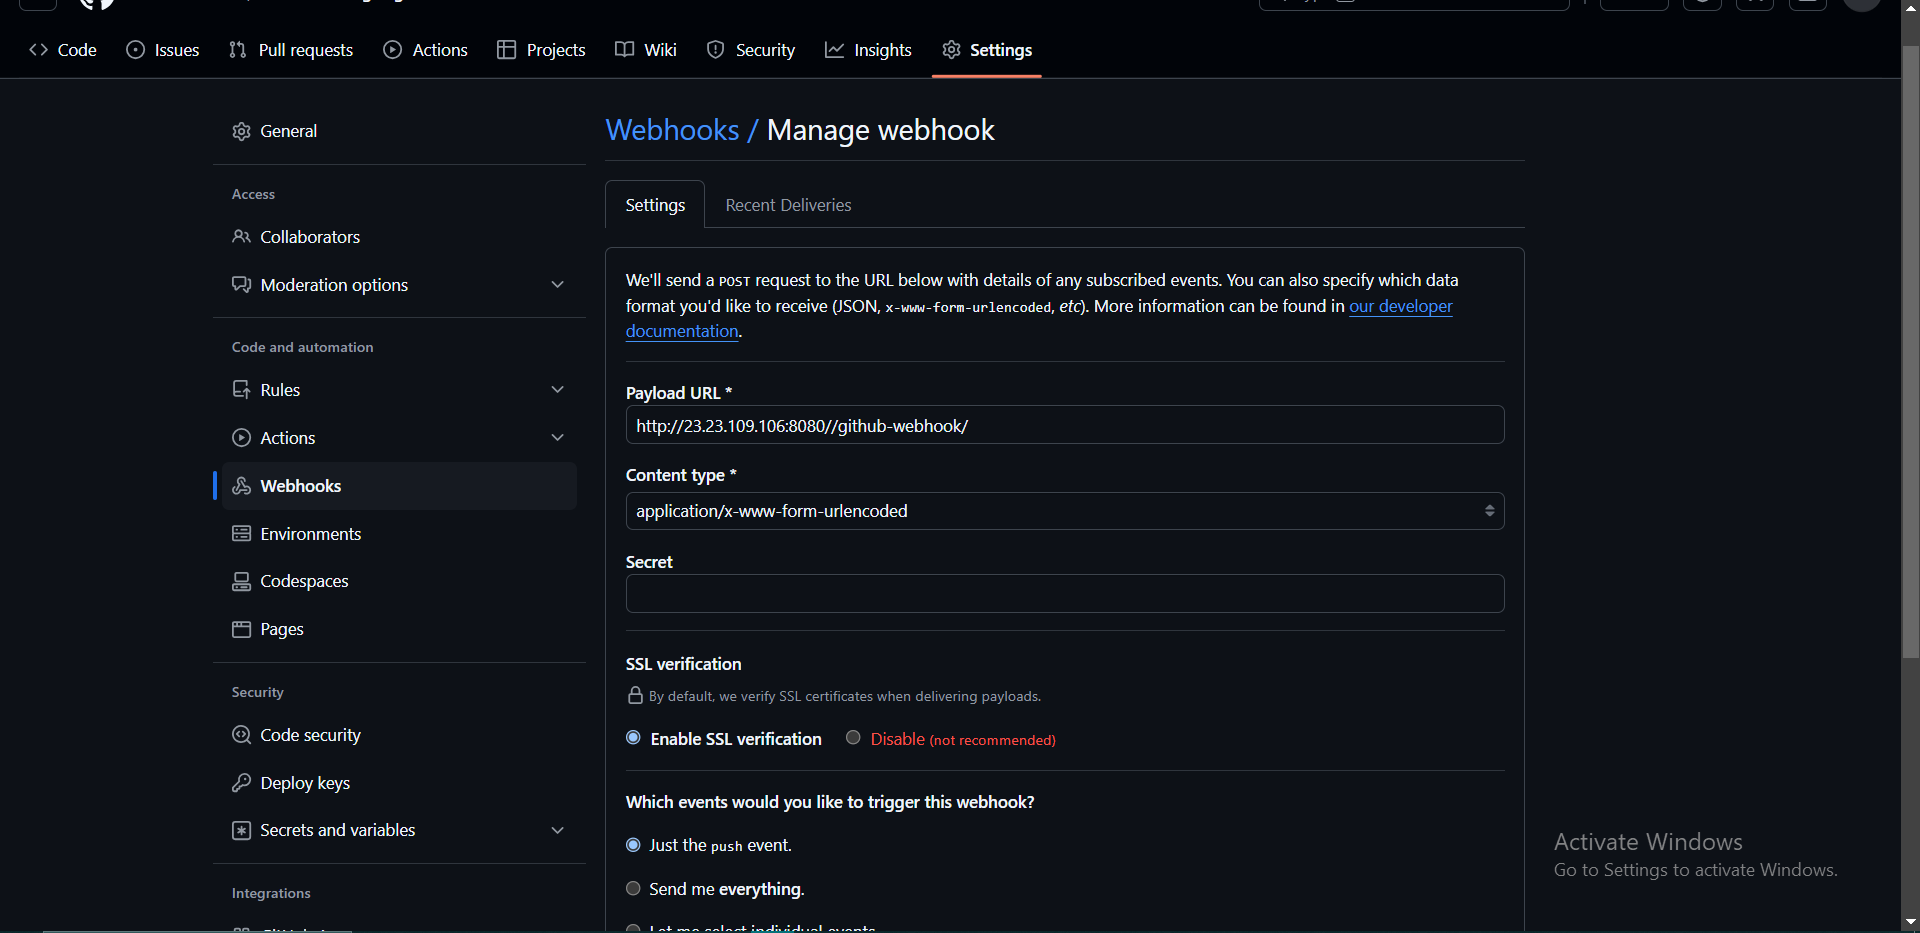 Code Issues Pull requests Actions Projects Wiki Security Insights Settings
General
Access
Collaborators
Moderation options
Code and automation
Rules
Actions
Webhooks
Environments
Codespaces
Pages
Security
Code security
Deploy keys
Secrets and variables
Integrations
Webhooks / Manage webhook
Settings Recent Deliveries
We'll send a POST request to the URL below with details of any subscribed events. You can also specify which data
format you'd like to receive (JSON, x-www-form-urlencoded, etc). More information can be found in our developer
documentation.
Payload URL *
http://23.23.109.106:8080//github-webhook/
Content type *
application/x-www-form-urlencoded
Secret
SSL verification
By default, we verify SSL certificates when delivering payloads.
Enable SSL verification Disable (not recommended)
Which events would you like to trigger this webhook?
Just the push event.
Send me everything.
Let me select individual events.
Activate Windows
Go to Settings to activate Windows.